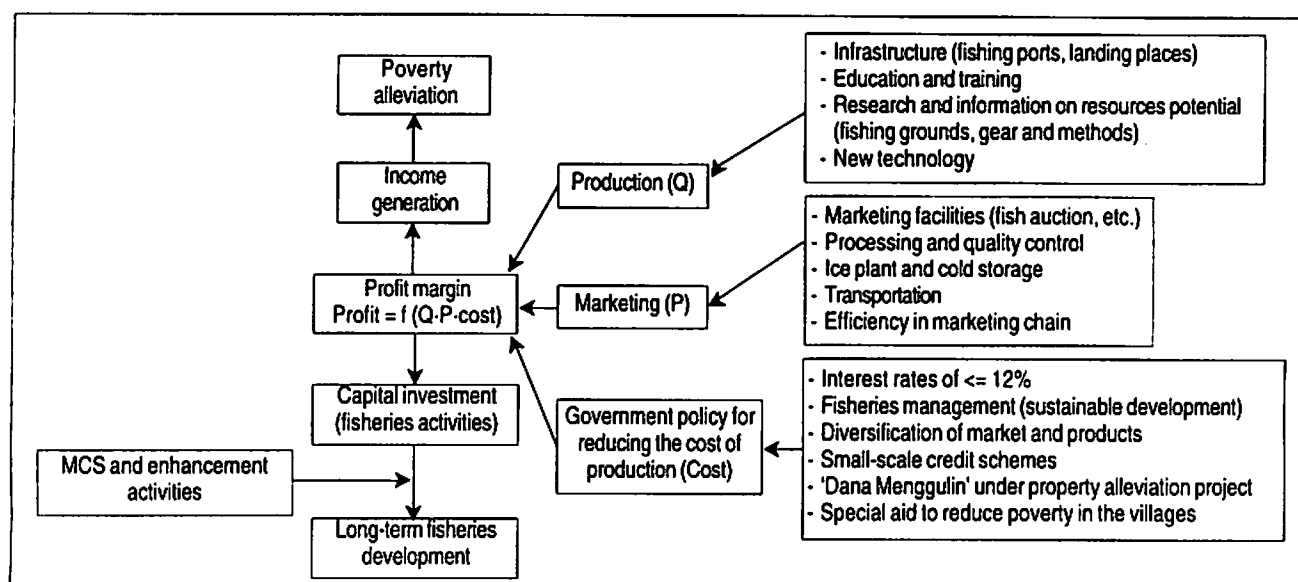 Poverty
alleviation
Income
generation
Profit margin
Profit = f (Q·P·cost)
Capital investment
(fisheries activities)
MCS and enhancement
activities
Long-term fisheries
development
Production (Q)
Marketing (P)
Government policy for
reducing the cost of
production (Cost)
- Infrastructure (fishing ports, landing places)
- Education and training
- Research and information on resources potential
(fishing grounds, gear and methods)
- New technology
- Marketing facilities (fish auction, etc.)
- Processing and quality control
- Ice plant and cold storage
- Transportation
- Efficiency in marketing chain
- Interest rates of <= 12%
- Fisheries management (sustainable development)
- Diversification of market and products
- Small-scale credit schemes
- 'Dana Menggulin' under property alleviation project
- Special aid to reduce poverty in the villages